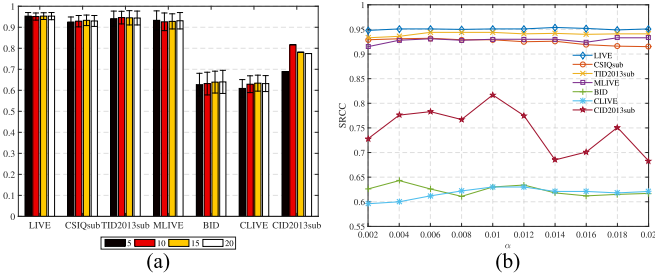 1
0.9
0.8
0.7
0.6
0.5
0.4
0.3
0.2
0.1
0
LIVE CSIQsub TID2013sub MLIVE BID CLIVE CID2013sub
5 10 15 20
(a)
0.95
0.9
0.85
0.8
0.75
0.7
0.65
0.6
0.55
SRCC
LIVE
CSIQsub
TID2013sub
MLIVE
BID
CLIVE
CID2013sub
0.002 0.004 0.006 0.008 0.01 0.012 0.014 0.016 0.018 0.02
α
(b)